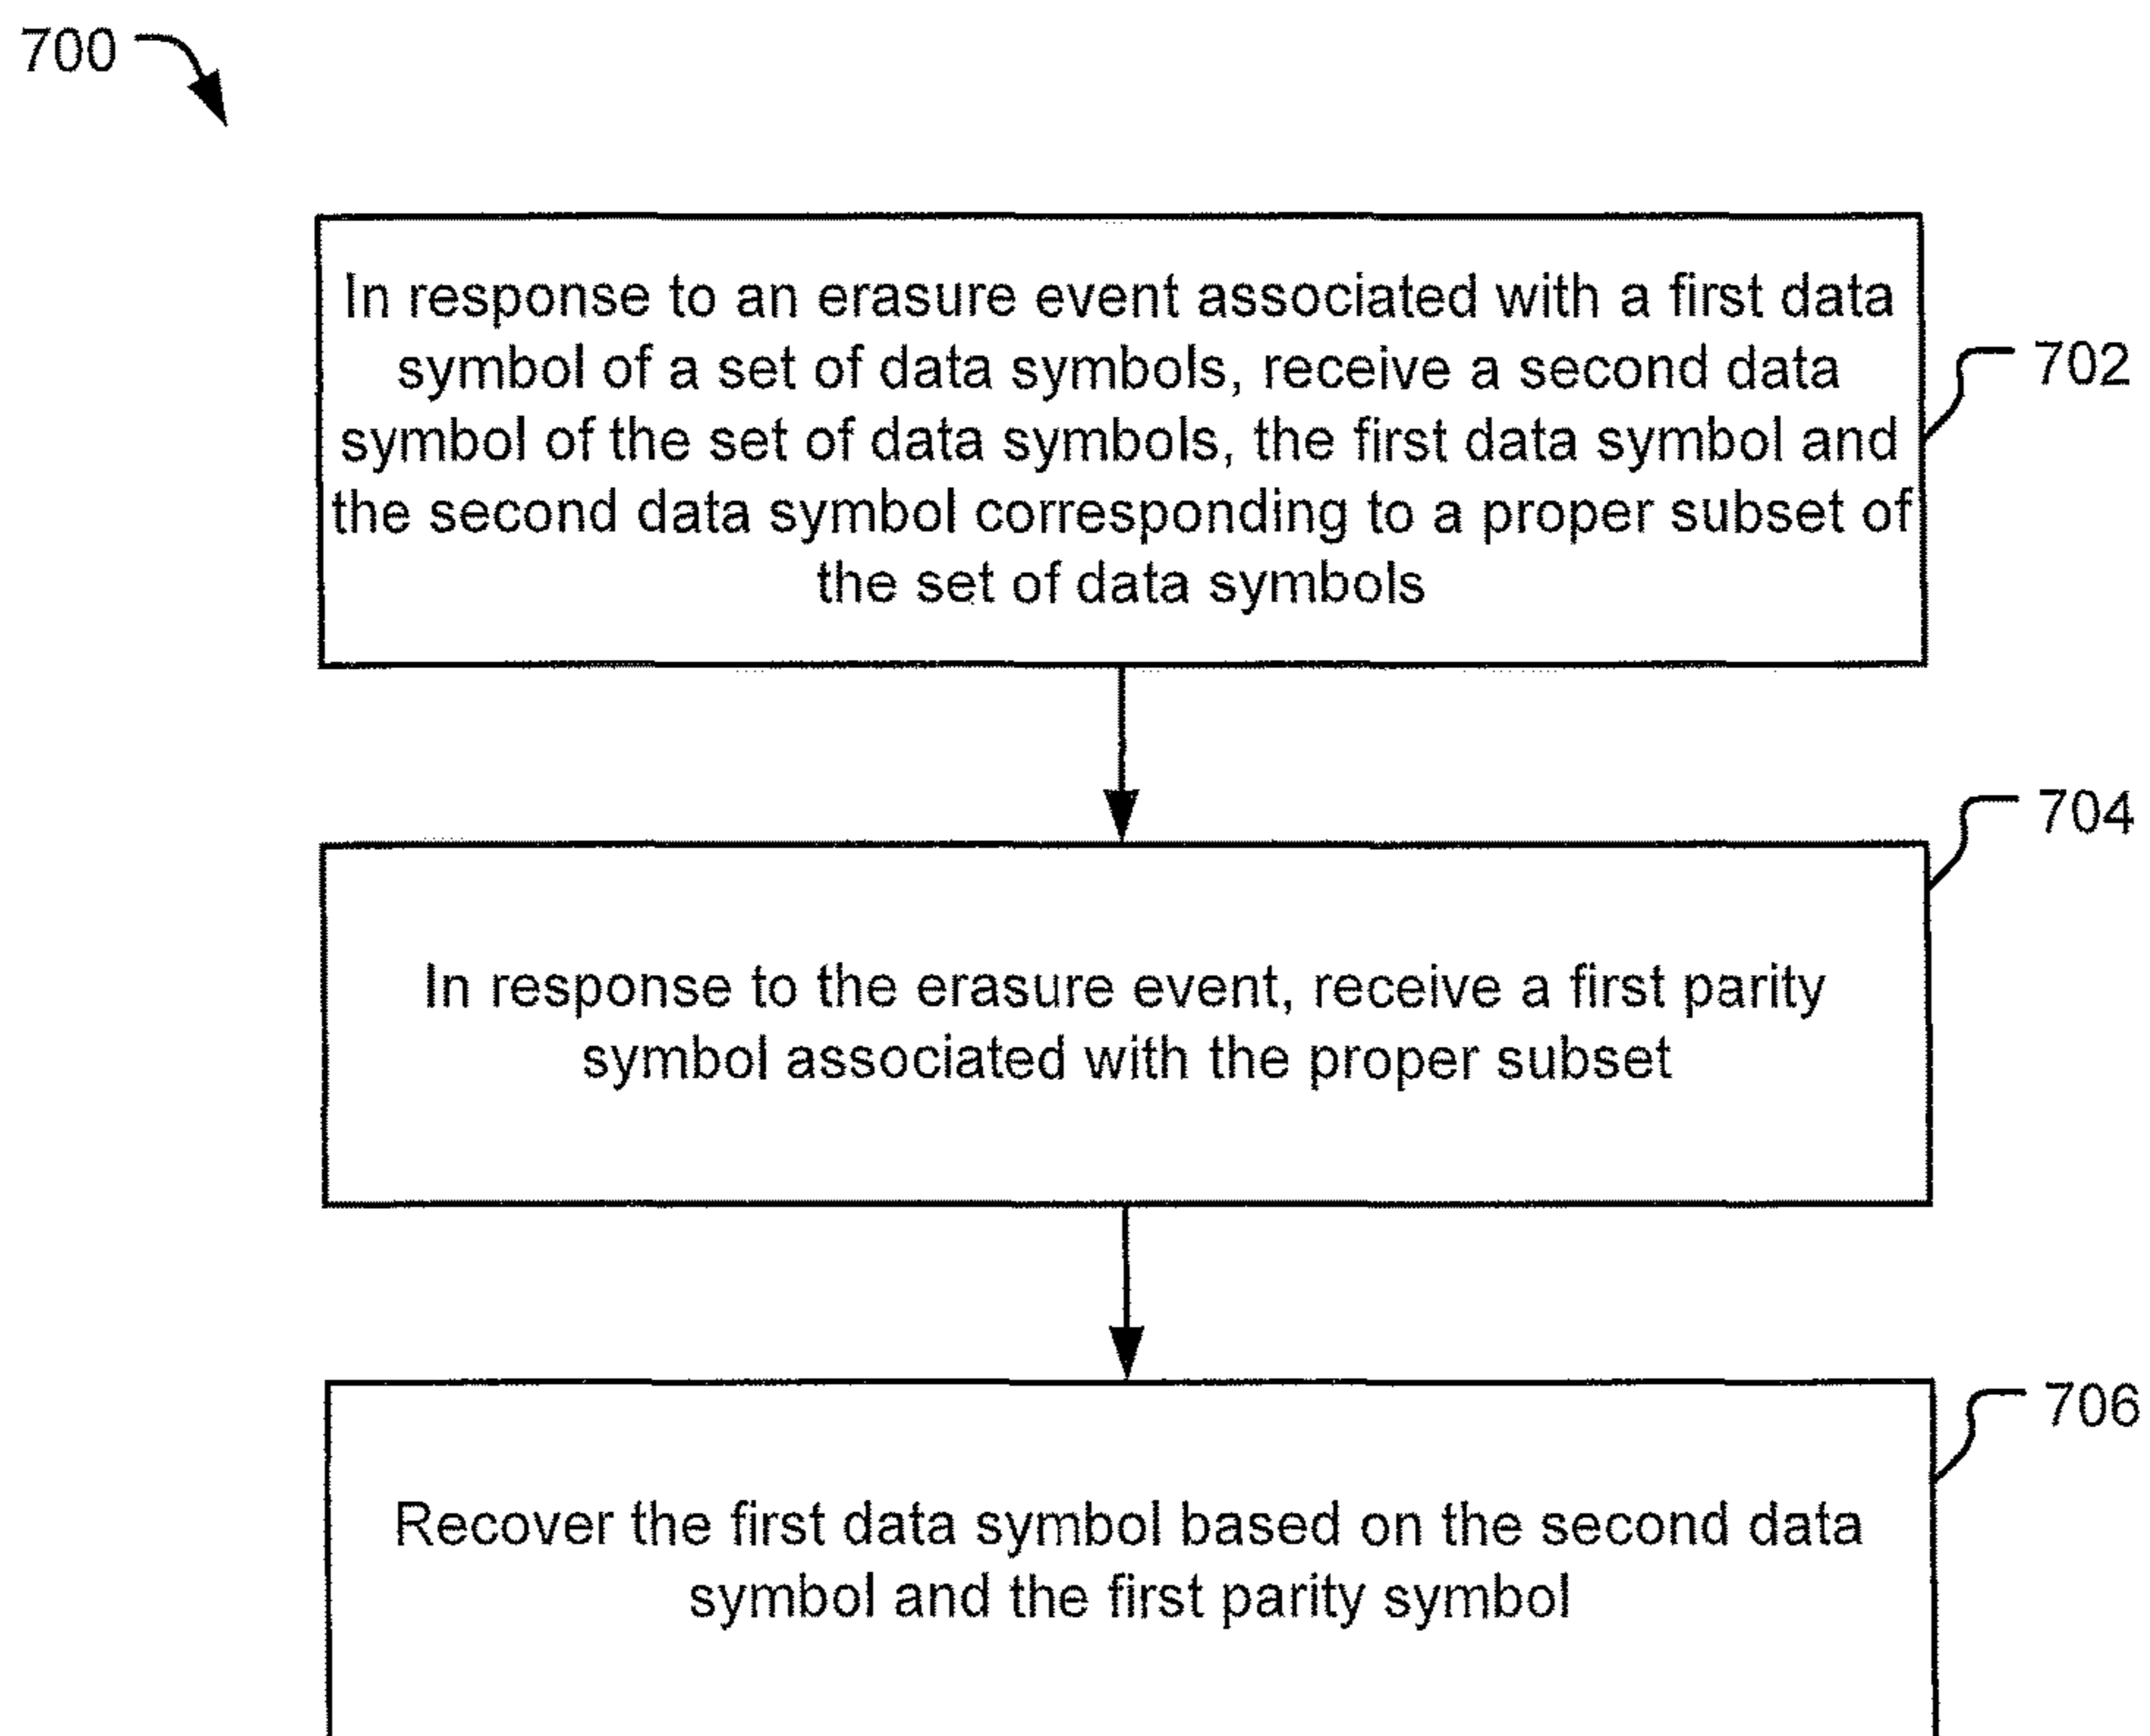 700
In response to an erasure event associated with a first data
symbol of a set of data symbols, receive a second data
symbol of the set of data symbols, the first data symbol and
the second data symbol corresponding to a proper subset of
the set of data symbols
702
704
In response to the erasure event, receive a first parity
symbol associated with the proper subset
706
Recover the first data symbol based on the second data
symbol and the first parity symbol